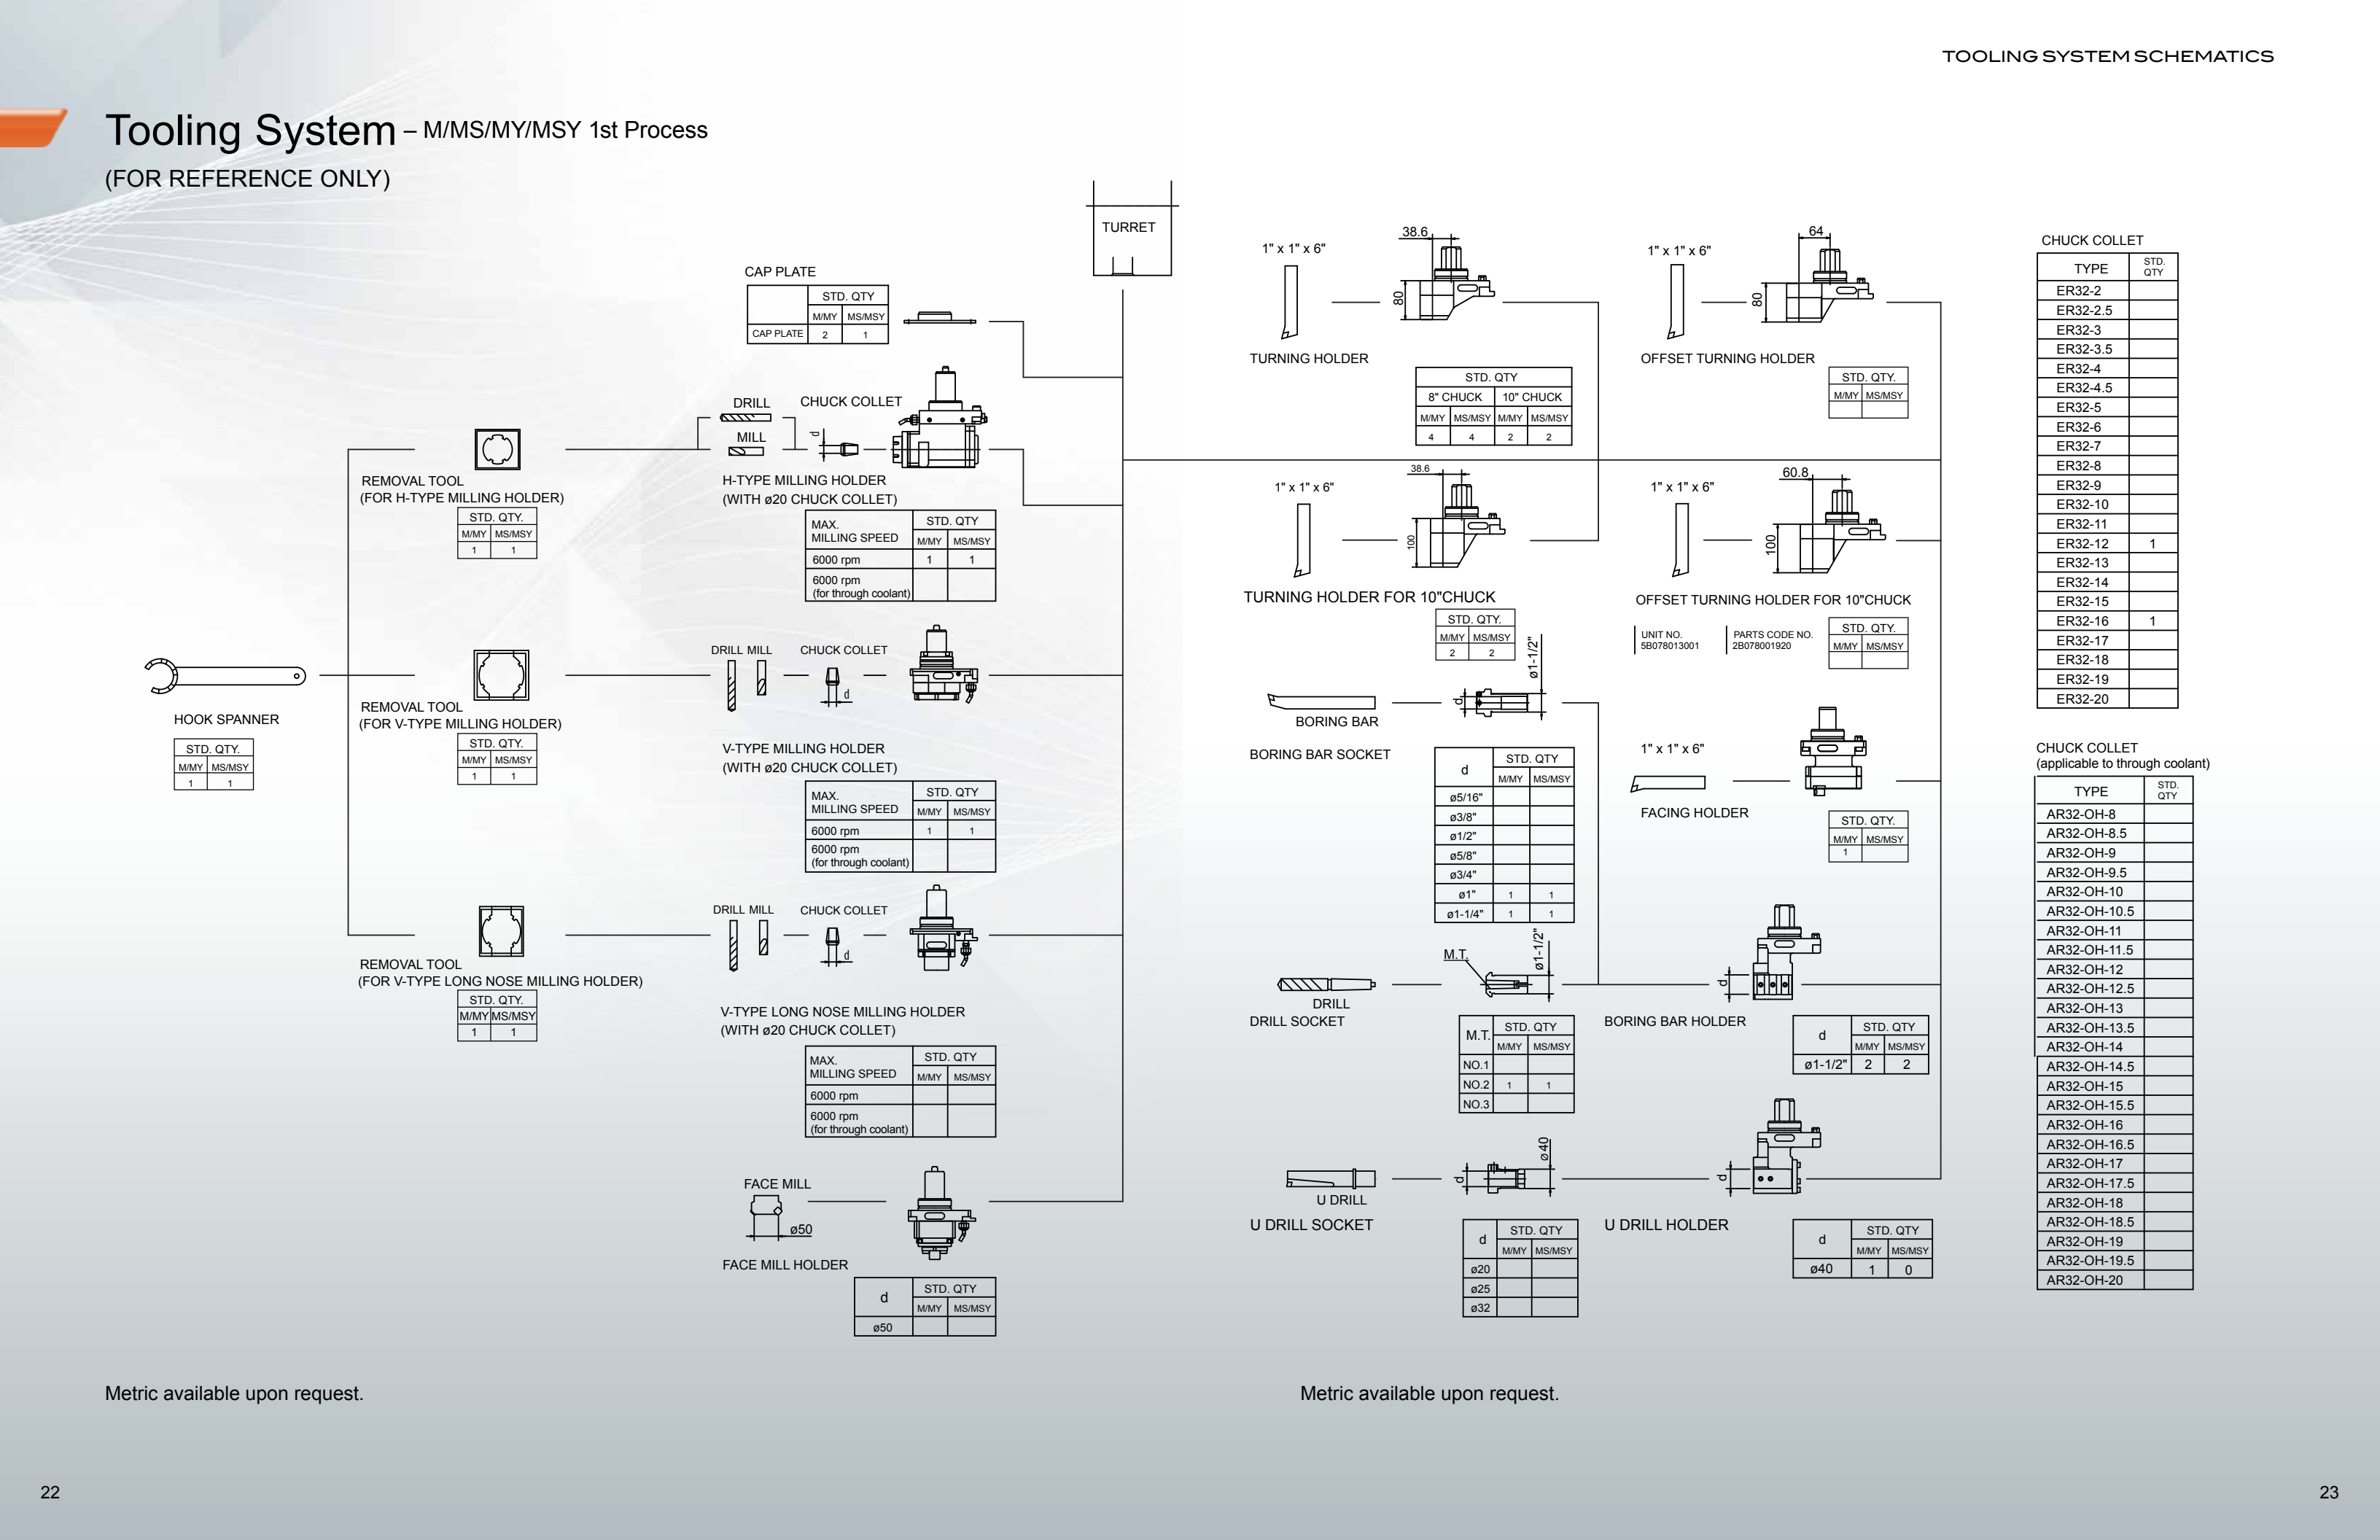 TOOLING SYSTEM SCHEMATICS
Tooling System – M/MS/MY/MSY 1st Process
(FOR REFERENCE ONLY)
TURRET
CAP PLATE
STD. QTY
M/MY MS/MSY
CAP PLATE 2 1
DRILL
MILL
CHUCK COLLET
d
H-TYPE MILLING HOLDER
(WITH ø20 CHUCK COLLET)
MAX.
MILLING SPEED
STD. QTY
M/MY MS/MSY
6000 rpm 1 1
6000 rpm
(for through coolant)
REMOVAL TOOL
(FOR H-TYPE MILLING HOLDER)
STD. QTY.
M/MY MS/MSY
1 1
HOOK SPANNER
STD. QTY.
M/MY MS/MSY
1 1
REMOVAL TOOL
(FOR V-TYPE MILLING HOLDER)
STD. QTY.
M/MY MS/MSY
1 1
DRILL MILL
CHUCK COLLET
d
V-TYPE MILLING HOLDER
(WITH ø20 CHUCK COLLET)
MAX.
MILLING SPEED
STD. QTY
M/MY MS/MSY
6000 rpm 1 1
6000 rpm
(for through coolant)
REMOVAL TOOL
(FOR V-TYPE LONG NOSE MILLING HOLDER)
STD. QTY.
M/MY MS/MSY
1 1
DRILL MILL
CHUCK COLLET
d
V-TYPE LONG NOSE MILLING HOLDER
(WITH ø20 CHUCK COLLET)
MAX.
MILLING SPEED
STD. QTY
M/MY MS/MSY
6000 rpm
6000 rpm
(for through coolant)
FACE MILL
ø50
FACE MILL HOLDER
d
STD. QTY
M/MY MS/MSY
ø50
Metric available upon request.
22
1" x 1" x 6"
38.6
80
TURNING HOLDER
STD. QTY
8" CHUCK 10" CHUCK
M/MY MS/MSY M/MY MS/MSY
4 4 2 2
1" x 1" x 6"
64
80
OFFSET TURNING HOLDER
STD. QTY.
M/MY MS/MSY
1" x 1" x 6"
38.6
100
TURNING HOLDER FOR 10"CHUCK
STD. QTY.
M/MY MS/MSY
2 2
1" x 1" x 6"
60.8
100
OFFSET TURNING HOLDER FOR 10"CHUCK
UNIT NO.
5B078013001
PARTS CODE NO.
2B078001920
STD. QTY.
M/MY MS/MSY
BORING BAR
d
ø1-1/2"
BORING BAR SOCKET
d
STD. QTY
M/MY MS/MSY
ø5/16"
ø3/8"
ø1/2"
ø5/8"
ø3/4"
ø1" 1 1
ø1-1/4" 1 1
1" x 1" x 6"
FACING HOLDER
STD. QTY.
M/MY MS/MSY
1
M.T.
ø1-1/2"
DRILL
DRILL SOCKET
M.T.
STD. QTY
M/MY MS/MSY
NO.1
NO.2 1 1
NO.3
d
BORING BAR HOLDER
d
STD. QTY
M/MY MS/MSY
ø1-1/2" 2 2
U DRILL
d
ø40
U DRILL SOCKET
d
STD. QTY
M/MY MS/MSY
ø20
ø25
ø32
d
U DRILL HOLDER
d
STD. QTY
M/MY MS/MSY
ø40 1 0
CHUCK COLLET
TYPE
STD.
QTY
ER32-2
ER32-2.5
ER32-3
ER32-3.5
ER32-4
ER32-4.5
ER32-5
ER32-6
ER32-7
ER32-8
ER32-9
ER32-10
ER32-11
ER32-12 1
ER32-13
ER32-14
ER32-15
ER32-16 1
ER32-17
ER32-18
ER32-19
ER32-20
CHUCK COLLET
(applicable to through coolant)
TYPE
STD.
QTY
AR32-OH-8
AR32-OH-8.5
AR32-OH-9
AR32-OH-9.5
AR32-OH-10
AR32-OH-10.5
AR32-OH-11
AR32-OH-11.5
AR32-OH-12
AR32-OH-12.5
AR32-OH-13
AR32-OH-13.5
AR32-OH-14
AR32-OH-14.5
AR32-OH-15
AR32-OH-15.5
AR32-OH-16
AR32-OH-16.5
AR32-OH-17
AR32-OH-17.5
AR32-OH-18
AR32-OH-18.5
AR32-OH-19
AR32-OH-19.5
AR32-OH-20
Metric available upon request.
23